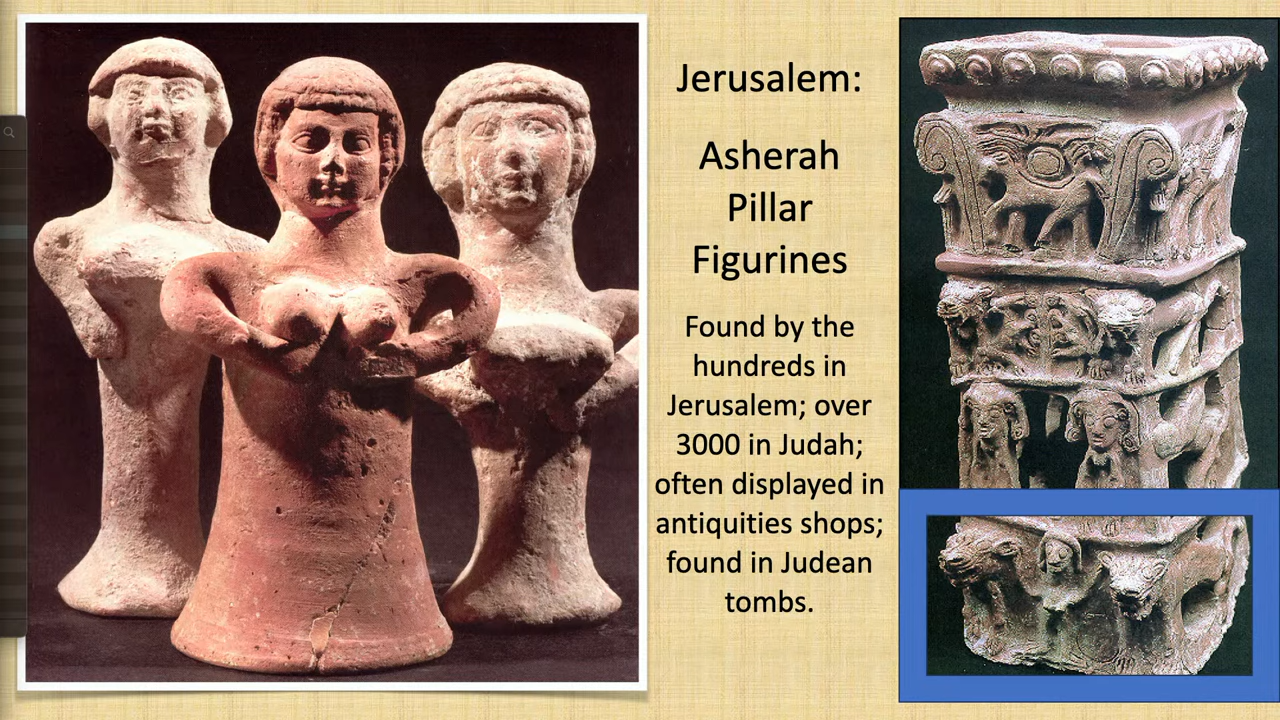 Jerusalem:
Asherah
Pillar
Figurines
Found by the
hundreds in
Jerusalem; over
3000 in Judah;
often displayed in
antiquities shops;
found in Judean
tombs.